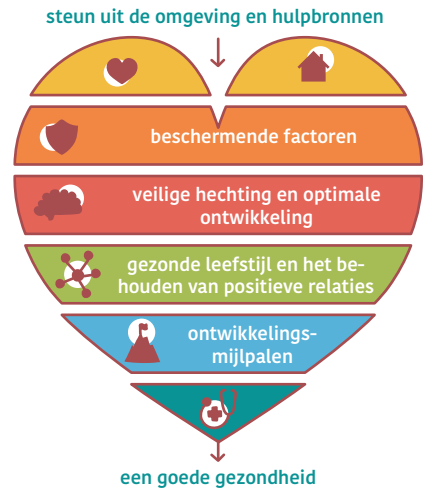 steun uit de omgeving en hulpbronnen
beschermende factoren
veilige hechting en optimale
ontwikkeling
gezonde leefstijl en het be-
houden van positieve relaties
ontwikkelings-
mijlpalen
een goede gezondheid